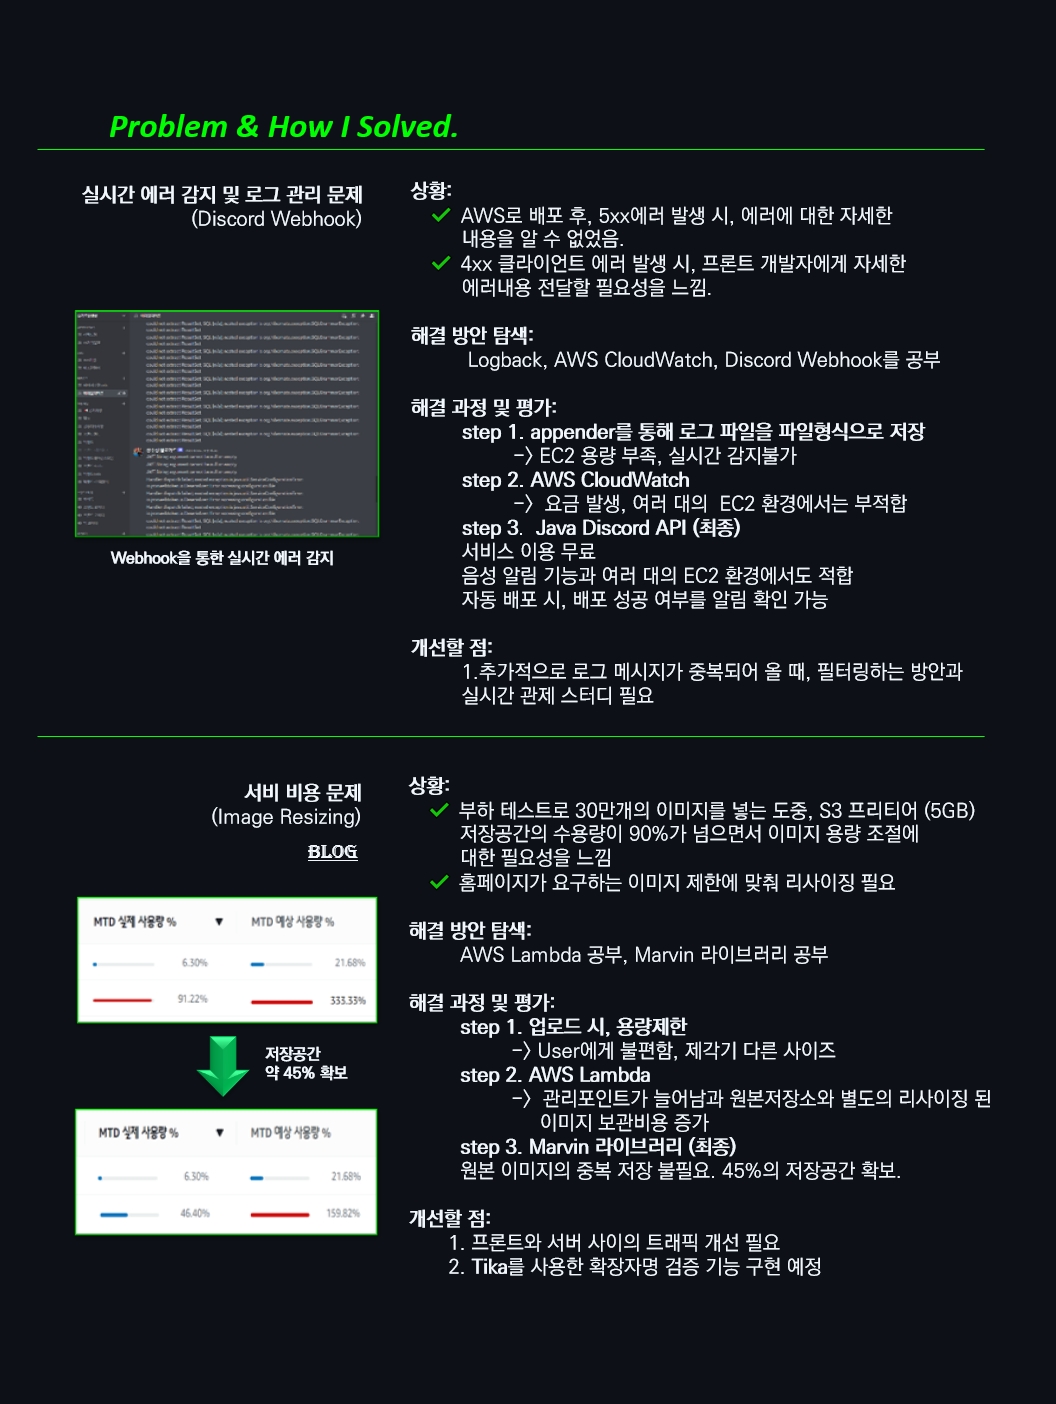 Problem & How I Solved.
실시간 에러 감지 및 로그 관리 문제
(Discord Webhook)
Webhook을 통한 실시간 에러 감지
상황:
AWS로 배포 후, 5xx에러 발생 시, 에러에 대한 자세한
내용을 알 수 없었음.
4xx 클라이언트 에러 발생 시, 프론트 개발자에게 자세한
에러내용 전달할 필요성을 느낌.
해결 방안 탐색:
Logback, AWS CloudWatch, Discord Webhook를 공부
해결 과정 및 평가:
step 1. appender를 통해 로그 파일을 파일형식으로 저장
-> EC2 용량 부족, 실시간 감지불가
step 2. AWS CloudWatch
-> 요금 발생, 여러 대의 EC2 환경에서는 부적합
step 3. Java Discord API (최종)
서비스 이용 무료
음성 알림 기능과 여러 대의 EC2 환경에서도 적합
자동 배포 시, 배포 성공 여부를 알림 확인 가능
개선할 점:
1.추가적으로 로그 메시지가 중복되어 올 때, 필터링하는 방안과
실시간 관제 스터디 필요
서비 비용 문제
(Image Resizing)
BLOG
MTD 실제 사용량 % ▼ MTD 예상 사용량 %
6.30% 21.68%
91.22% 333.33%
저장공간
약 45% 확보
MTD 실제 사용량 % ▼ MTD 예상 사용량 %
6.30% 21.68%
46.40% 159.82%
상황:
부하 테스트로 30만개의 이미지를 넣는 도중, S3 프리티어 (5GB)
저장공간의 수용량이 90%가 넘으면서 이미지 용량 조절에
대한 필요성을 느낌
홈페이지가 요구하는 이미지 제한에 맞춰 리사이징 필요
해결 방안 탐색:
AWS Lambda 공부, Marvin 라이브러리 공부
해결 과정 및 평가:
step 1. 업로드 시, 용량제한
-> User에게 불편함, 제각기 다른 사이즈
step 2. AWS Lambda
-> 관리포인트가 늘어남과 원본저장소와 별도의 리사이징 된
이미지 보관비용 증가
step 3. Marvin 라이브러리 (최종)
원본 이미지의 중복 저장 불필요. 45%의 저장공간 확보.
개선할 점:
1. 프론트와 서버 사이의 트래픽 개선 필요
2. Tika를 사용한 확장자명 검증 기능 구현 예정